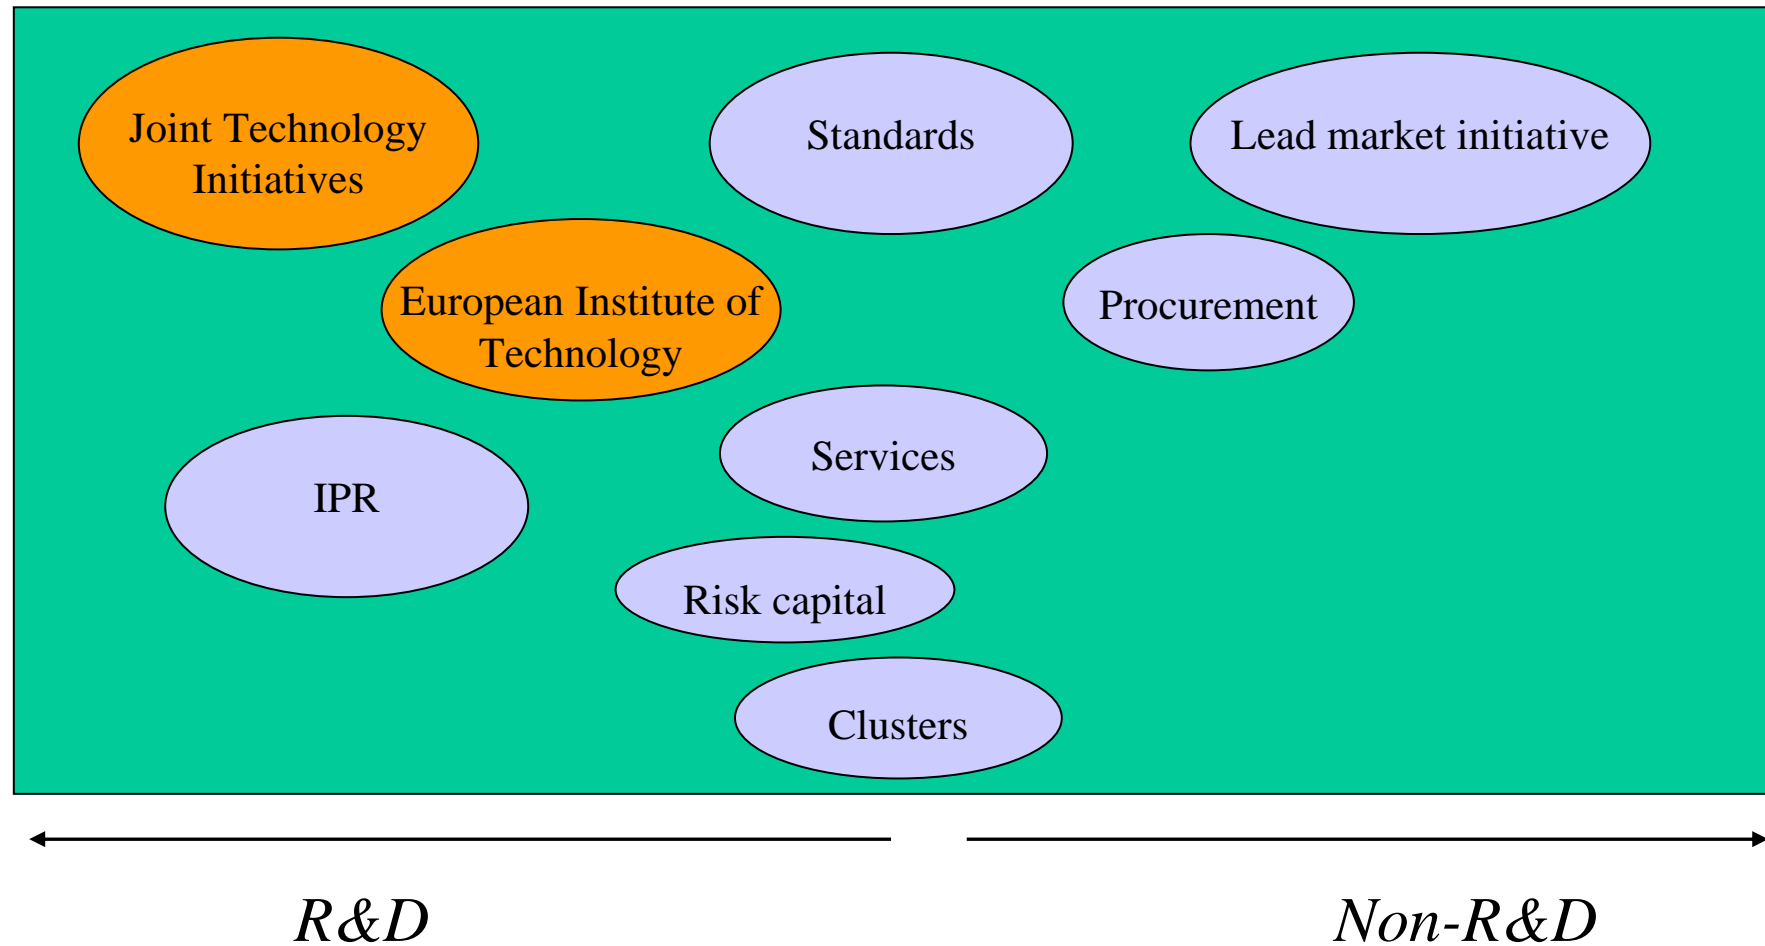 Joint Technology
Initiatives
Standards
Lead market initiative
European Institute of
Technology
Procurement
Services
IPR
Risk capital
Clusters
R&D
Non-R&D